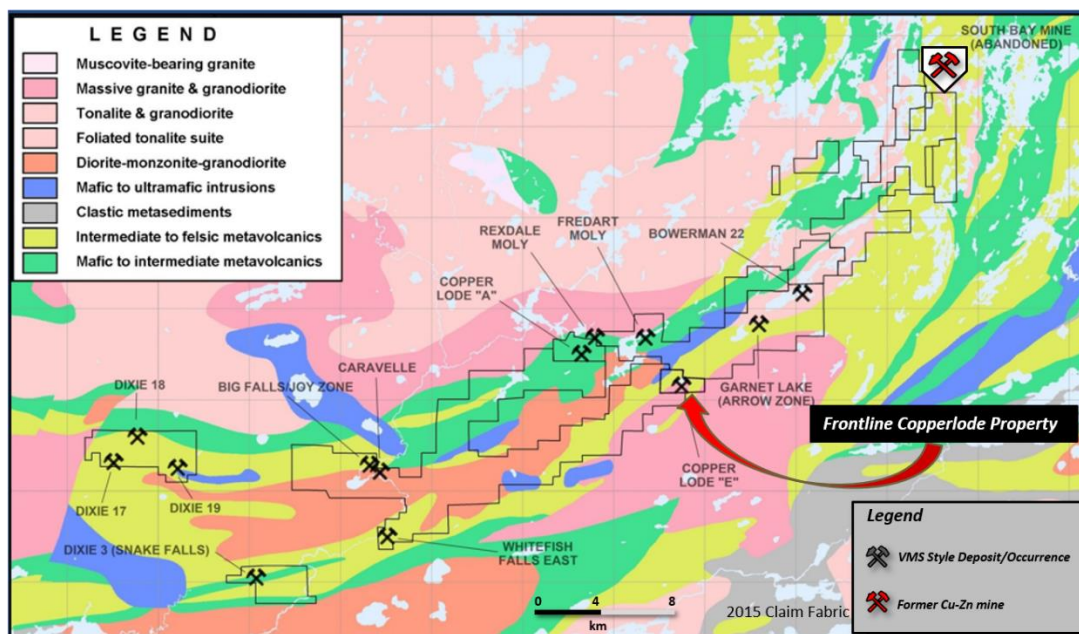 LEGEND
Muscovite-bearing granite
Massive granite & granodiorite
Tonalite & granodiorite
Foliated tonalite suite
Diorite-monzonite-granodiorite
Mafic to ultramafic intrusions
Clastic metasediments
Intermediate to felsic metavolcanics
Mafic to intermediate metavolcanics
SOUTH BAY MINE
(ABANDONED)
REXDALE
MOLY
FREDART
MOLY
BOWERMAN 22
COPPER
LODE "A"
CARAVELLE
BIG FALLS/JOY ZONE
DIXIE 18
GARNET LAKE
(ARROW ZONE)
Frontline Copperlode Property
COPPER
LODE "E"
DIXIE 17
DIXIE 19
DIXIE 3 (SNAKE FALLS)
WHITEFISH
FALLS EAST
0 4 8
km
2015 Claim Fabric
Legend
VMS Style Deposit/Occurrence
Former Cu-Zn mine